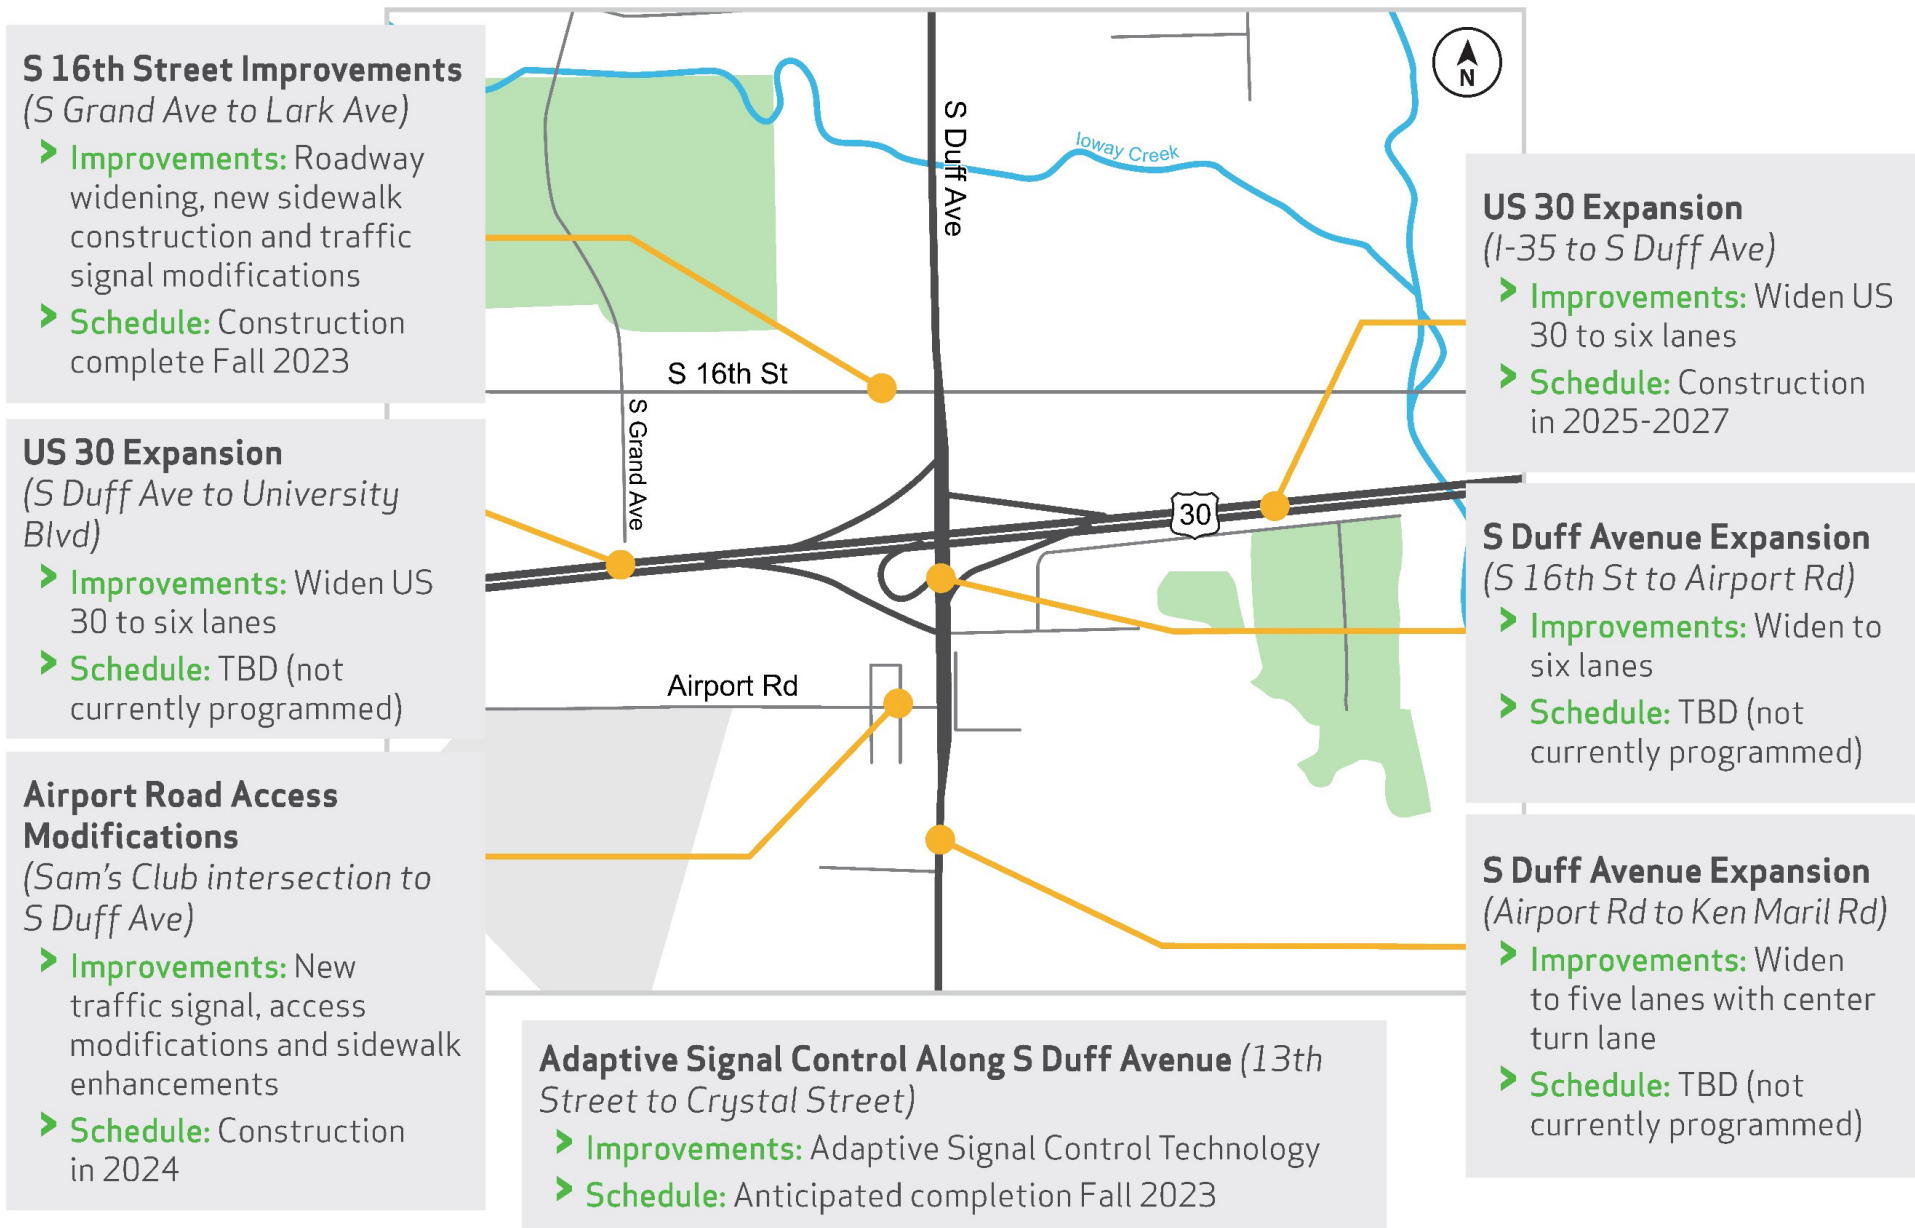 S 16th Street Improvements
(S Grand Ave to Lark Ave)
> Improvements: Roadway
widening, new sidewalk
construction and traffic
signal modifications
> Schedule: Construction
complete Fall 2023
US 30 Expansion
(S Duff Ave to University
Blvd)
> Improvements: Widen US
30 to six lanes
> Schedule: TBD (not
currently programmed)
Airport Road Access
Modifications
(Sam's Club intersection to
S Duff Ave)
> Improvements: New
traffic signal, access
modifications and sidewalk
enhancements
> Schedule: Construction
in 2024
S Duff Ave
Ioway Creek
N
S 16th St
S Grand Ave
30
Airport Rd
US 30 Expansion
(I-35 to S Duff Ave)
> Improvements: Widen US
30 to six lanes
> Schedule: Construction
in 2025-2027
S Duff Avenue Expansion
(S 16th St to Airport Rd)
> Improvements: Widen to
six lanes
> Schedule: TBD (not
currently programmed)
S Duff Avenue Expansion
(Airport Rd to Ken Maril Rd)
> Improvements: Widen
to five lanes with center
turn lane
> Schedule: TBD (not
currently programmed)
Adaptive Signal Control Along S Duff Avenue (13th
Street to Crystal Street)
> Improvements: Adaptive Signal Control Technology
> Schedule: Anticipated completion Fall 2023